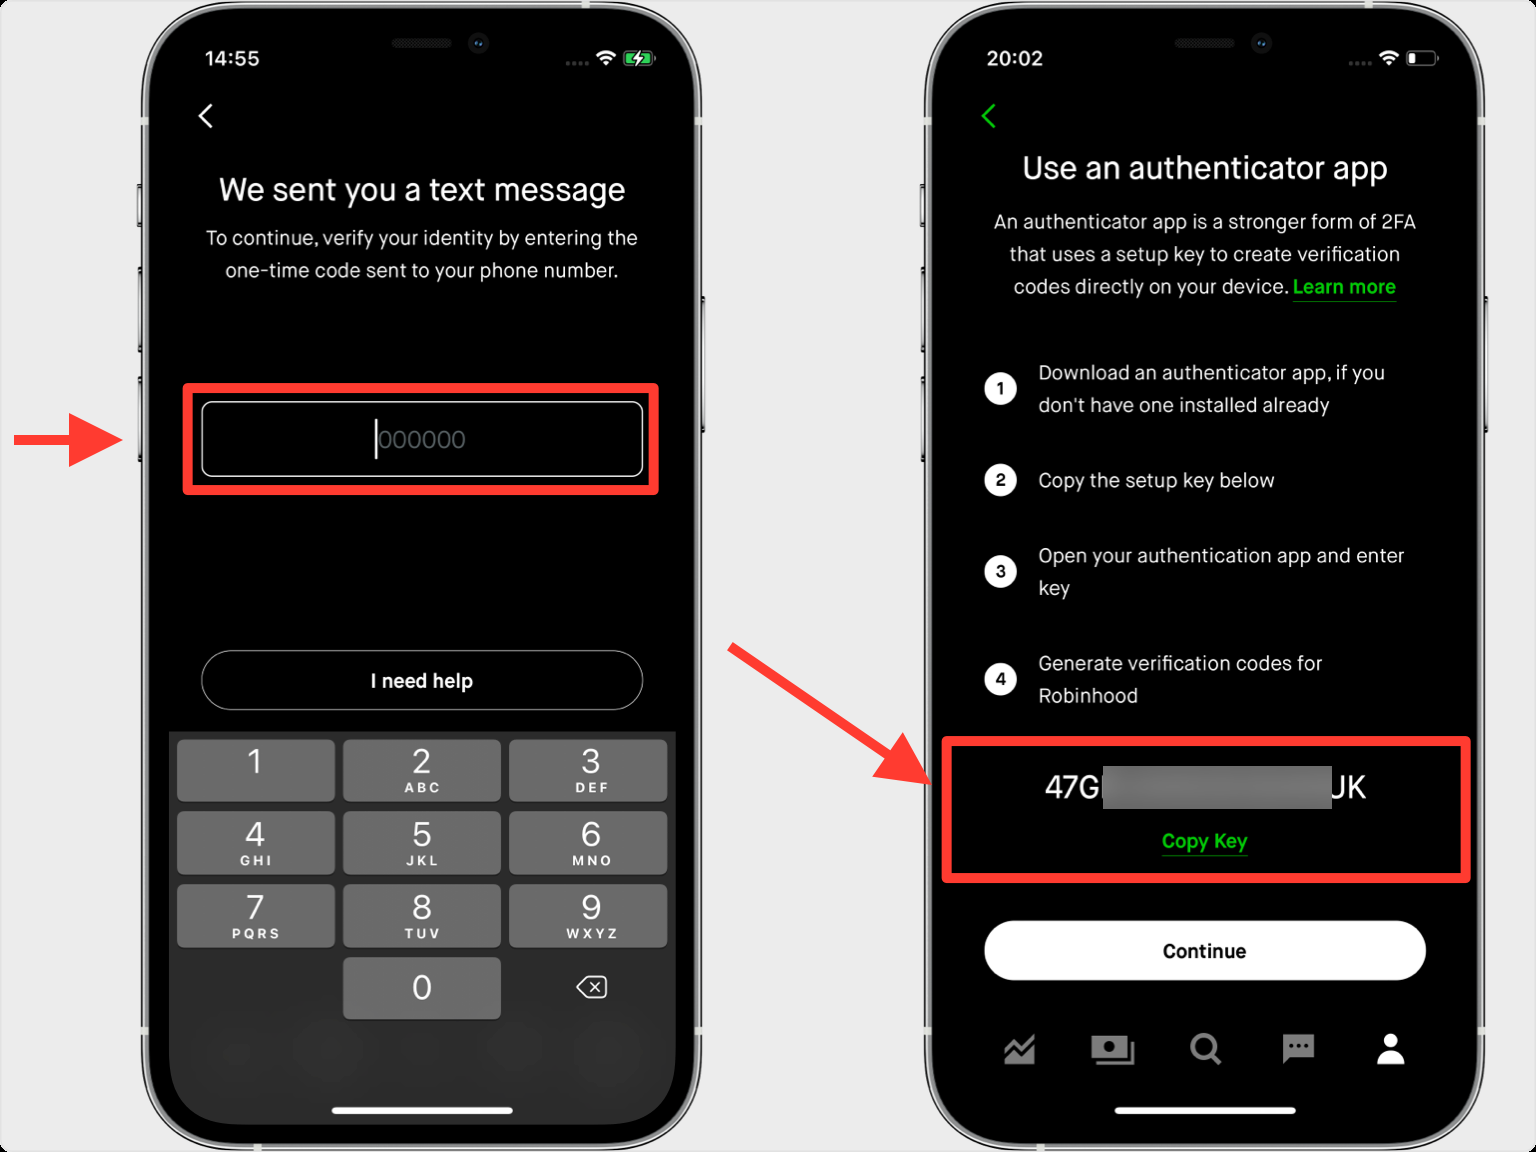 14:55
We sent you a text message
To continue, verify your identity by entering the
one-time code sent to your phone number.
000000
I need help
1
2
ABC
3
DEF
4
GHI
5
JKL
6
MNO
7
PQRS
8
TUV
9
WXYZ
0
20:02
Use an authenticator app
An authenticator app is a stronger form of 2FA
that uses a setup key to create verification
codes directly on your device. Learn more
1
Download an authenticator app, if you
don't have one installed already
2
Copy the setup key below
3
Open your authentication app and enter
key
4
Generate verification codes for
Robinhood
47G UK
Copy Key
Continue